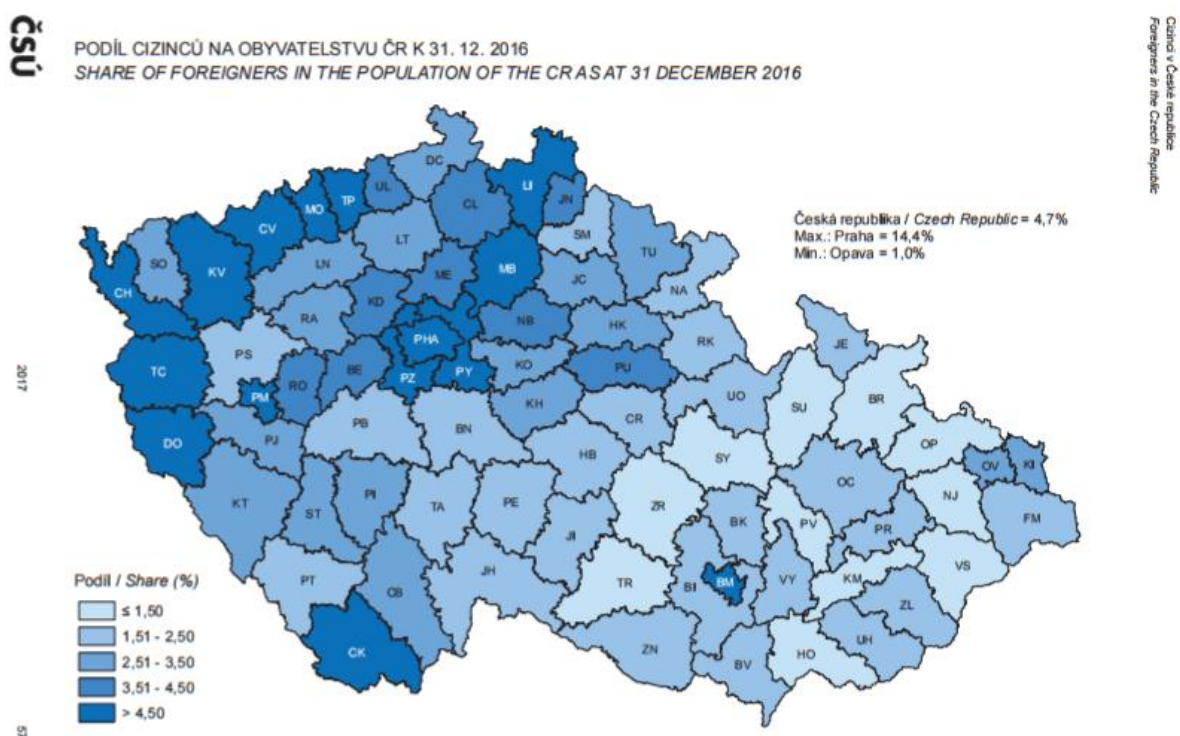 ČSÚ
PODÍL CIZINCŮ NA OBYVATELSTVU ČR K 31. 12. 2016
SHARE OF FOREIGNERS IN THE POPULATION OF THE CR AS AT 31 DECEMBER 2016
Cizinci v České republice
Foreigners in the Czech Republic
Česká republika / Czech Republic = 4,7%
Max.: Praha = 14,4%
Min.: Opava = 1,0%
DC
LI
UL
TP
MO
CL
JN
CV
LT
SM
TU
SO
KV
LN
ME
MB
JC
NA
CH
KD
RA
NB
HK
PHA
RK
JE
PS
TC
RO
BE
PZ
PY
KO
PU
PM
KH
UO
SU
BR
DO
PJ
PB
BN
CR
OP
HB
SY
OV
KI
KT
ST
PI
TA
PE
ZR
OC
NJ
FM
BK
PV
PR
JI
PT
CB
JH
TR
BI
BM
VY
KM
VS
ZL
CK
ZN
BV
HO
UH
Podíl / Share (%)
≤ 1,50
1,51 - 2,50
2,51 - 3,50
3,51 - 4,50
> 4,50
2017
57